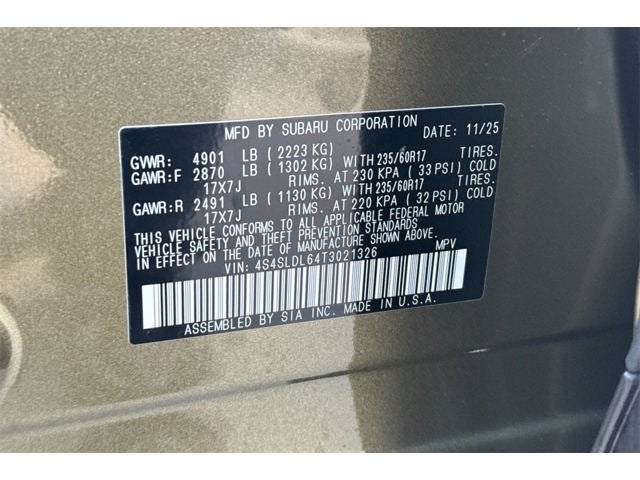 MFD BY SUBARU CORPORATION DATE: 11/25
GVWR: 4901 LB ( 2223 KG)
GAWR:F 2870 LB ( 1302 KG) WITH 235/60R17 TIRES.
17X7J RIMS. AT 230 KPA ( 33 PSI) COLD
GAWR:R 2491 LB ( 1130 KG) WITH 235/60R17 TIRES.
17X7J RIMS. AT 220 KPA ( 32 PSI) COLD
THIS VEHICLE CONFORMS TO ALL APPLICABLE FEDERAL MOTOR
VEHICLE SAFETY AND THEFT PREVENTION STANDARDS IN EFFECT
ON THE DATE OF MANUFACTURE SHOWN ABOVE.
VIN: 4S4SLDL64T3021326 MPV
ASSEMBLED BY SIA INC. MADE IN U.S.A.